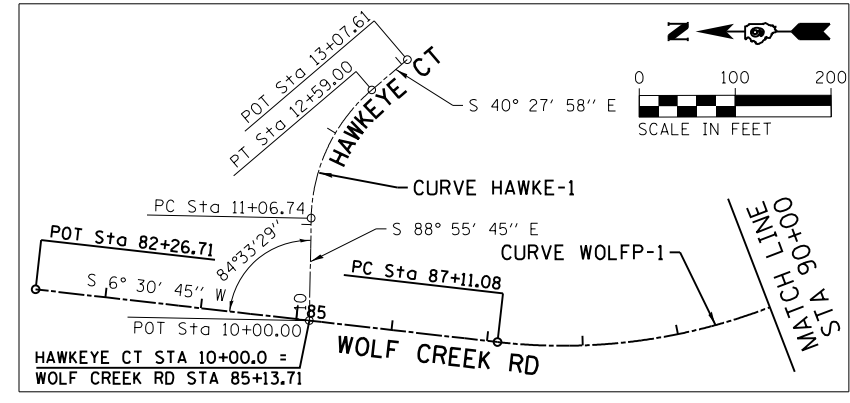 POT Sta 13+07.61
PT Sta 12+59.00
HAWKEYE CT
S 40° 27' 58'' E
N
0 100 200
SCALE IN FEET
CURVE HAWKE-1
PC Sta 11+06.74
S 88° 55' 45'' E
84°33'29''
POT Sta 82+26.71
S 6° 30' 45'' W
PC Sta 87+11.08
CURVE WOLFP-1
MATCH LINE
STA 90+00
10
85
POT Sta 10+00.00
WOLF CREEK RD
HAWKEYE CT STA 10+00.0 =
WOLF CREEK RD STA 85+13.71